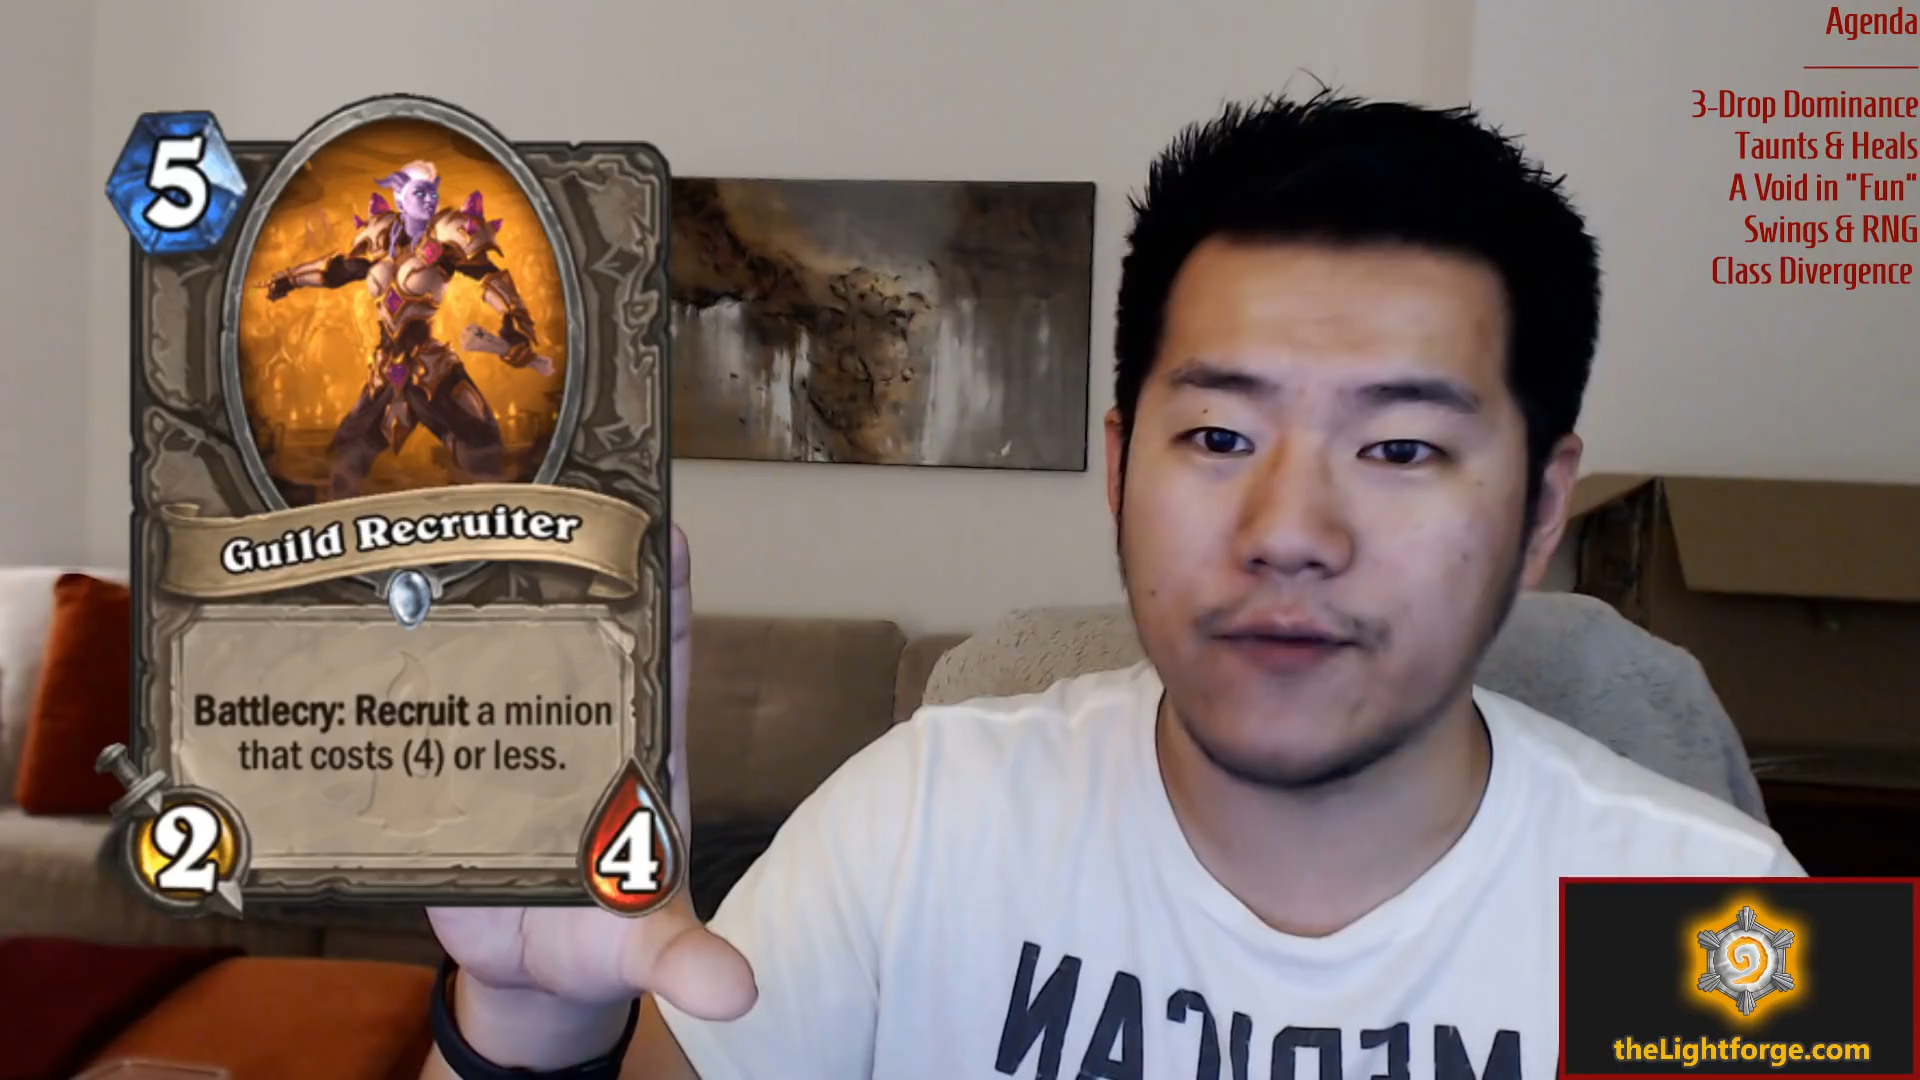 5
Guild Recruiter
Battlecry: Recruit a minion
that costs (4) or less.
2
4
Agenda
3-Drop Dominance
Taunts & Heals
A Void in "Fun"
Swings & RNG
Class Divergence
MEDICAN
theLightforge.com